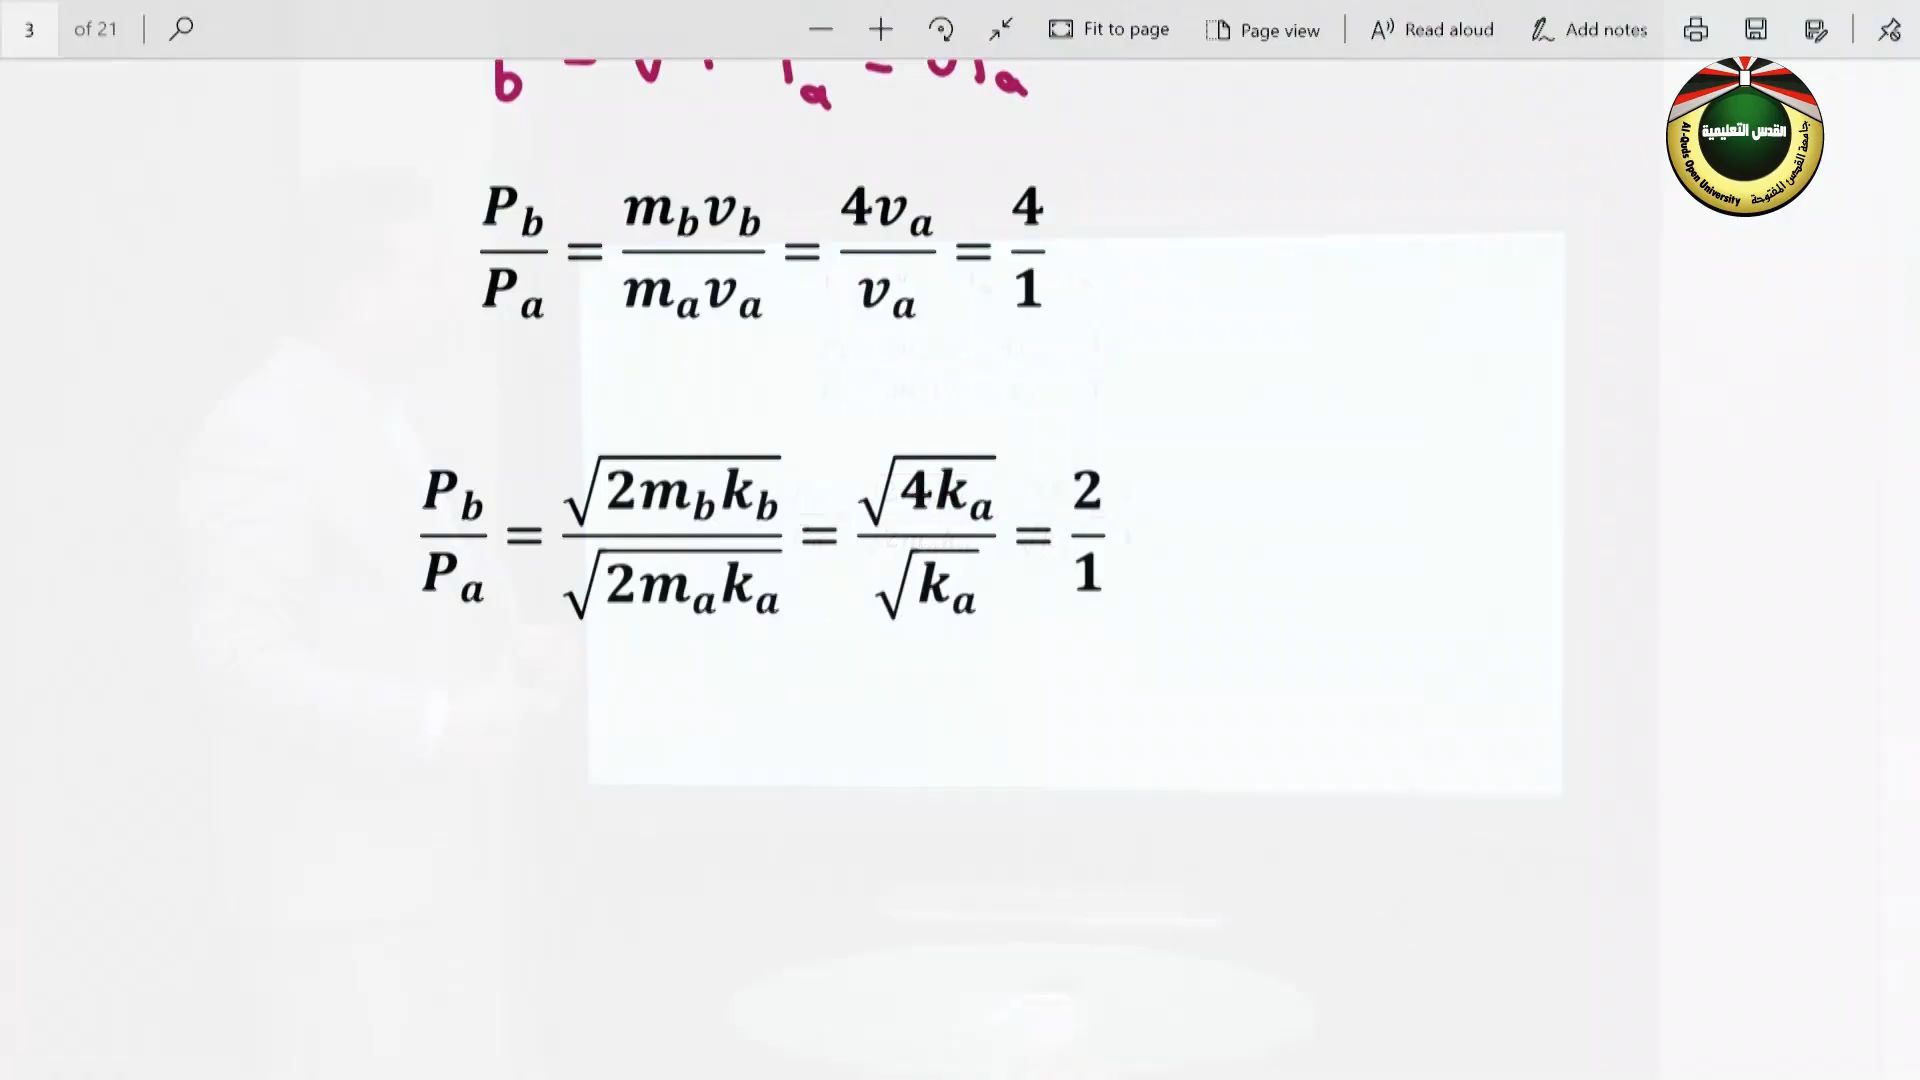 3 of 21 Fit to page Page view Read aloud Add notes
القدس التعليمية
Al-Quds Open University جامعة القدس المفتوحة
P_b/P_a = m_b v_b/m_a v_a = 4v_a/v_a = 4/1
P_b/P_a = √(2m_b k_b)/√(2m_a k_a) = √(4k_a)/√(k_a) = 2/1